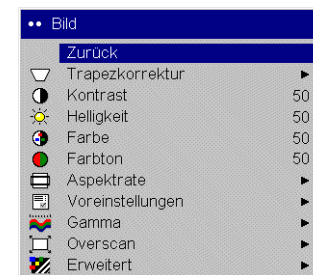 •• Bild
Zurück
Trapezkorrektur
Kontrast 50
Helligkeit 50
Farbe 50
Farbton 50
Aspektrate
Voreinstellungen
Gamma
Overscan
Erweitert